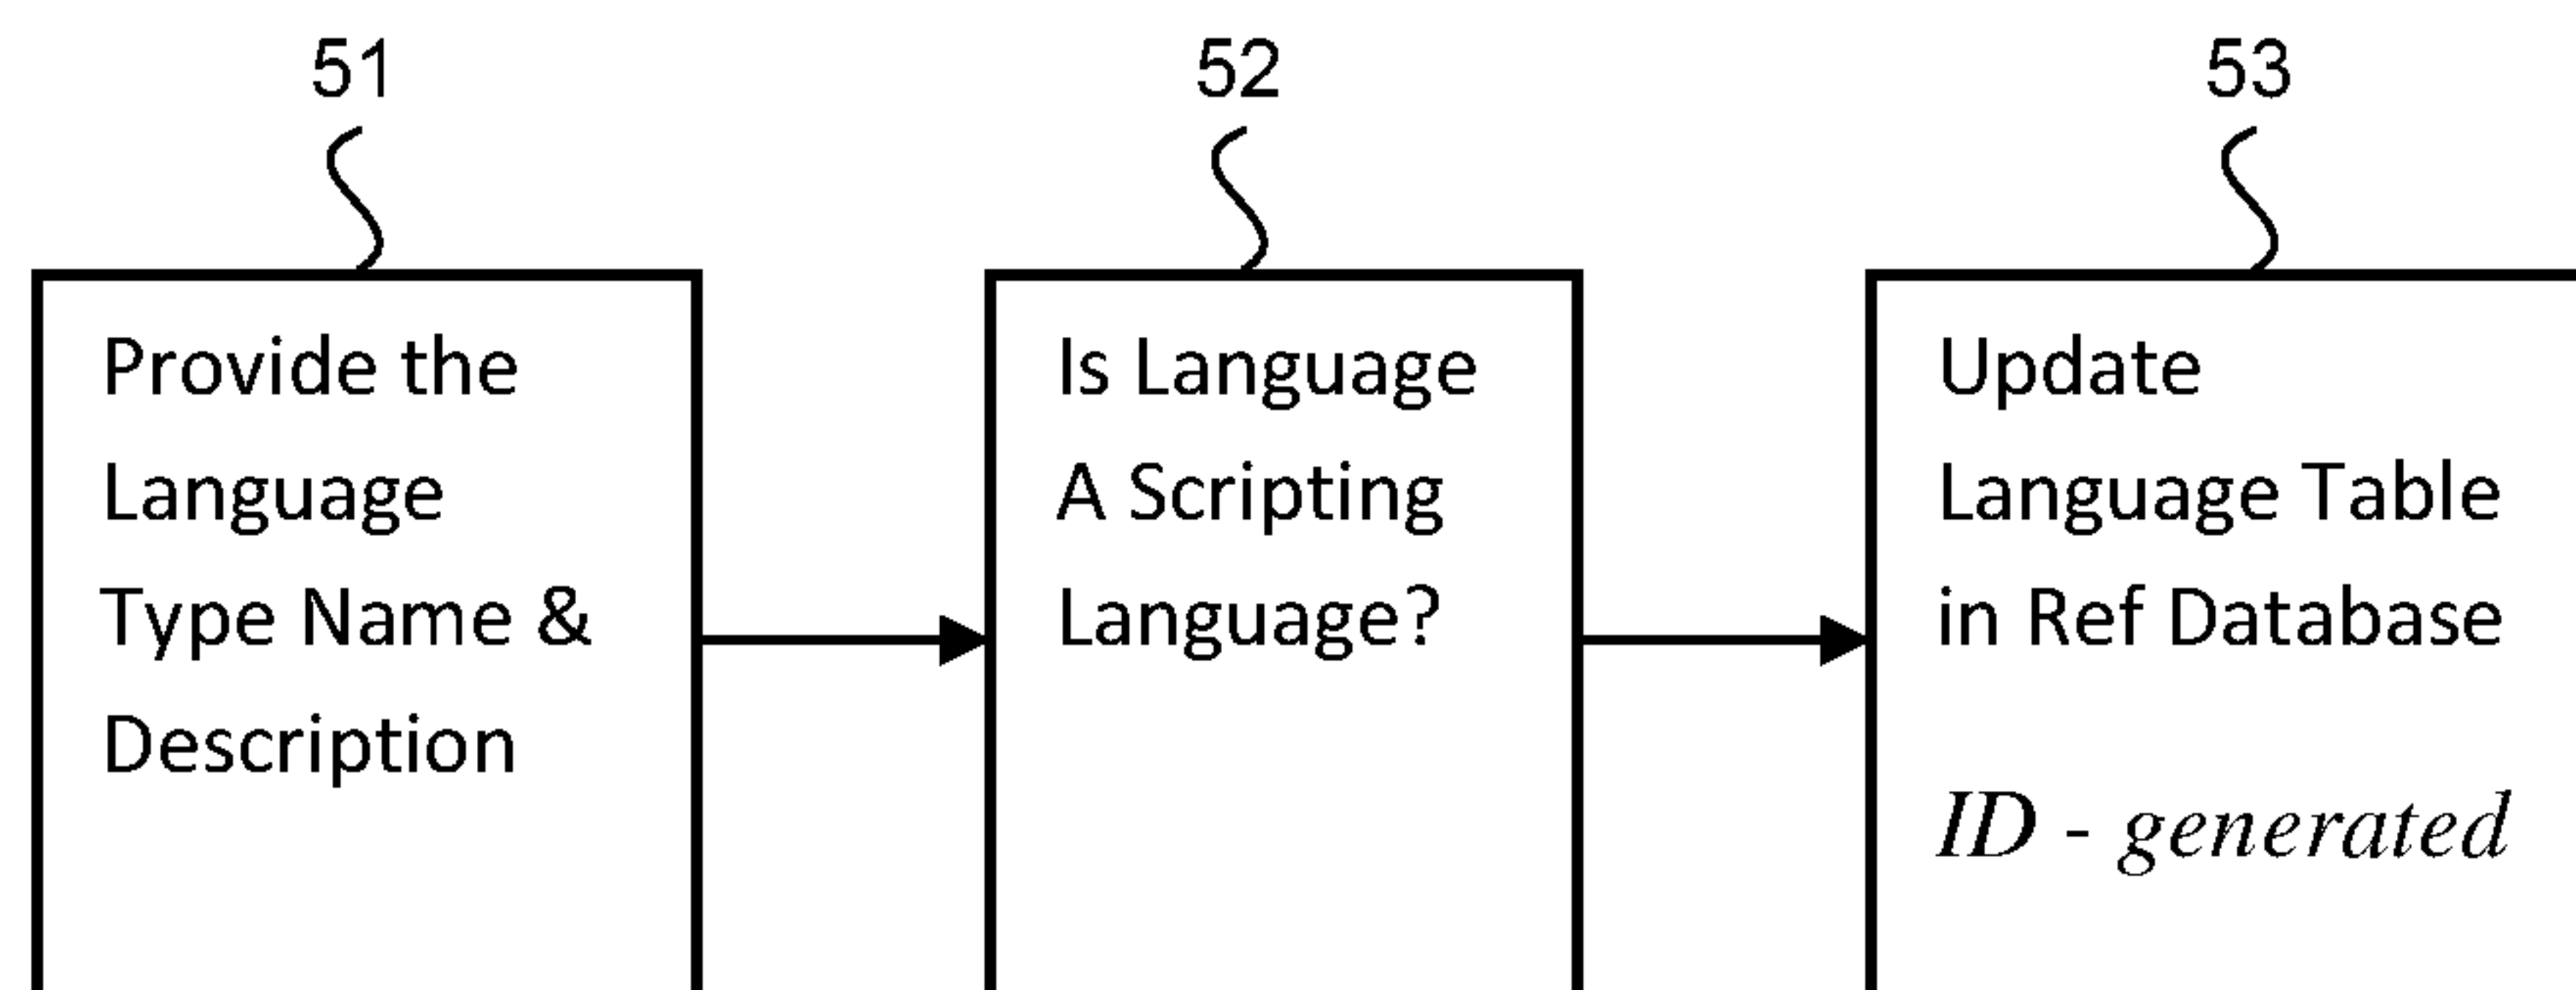 51
52
53
Provide the
Language
Type Name &
Description
Is Language
A Scripting
Language?
Update
Language Table
in Ref Database
ID - generated